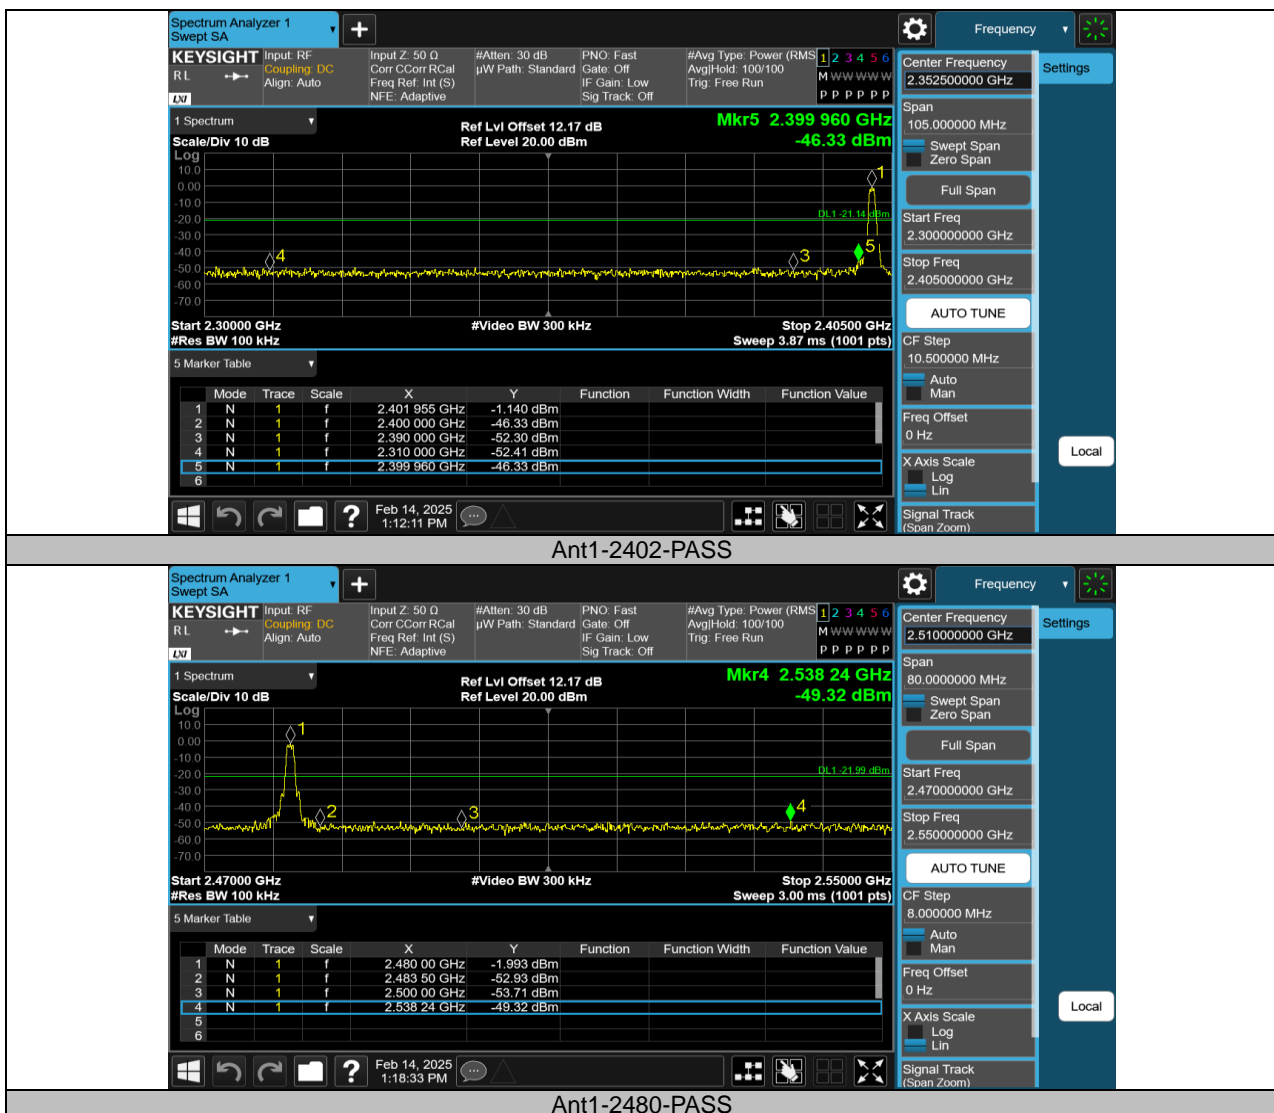 Spectrum Analyzer 1
Swept SA
Frequency
KEYSIGHT
RL
LXI
Input: RF
Coupling: DC
Align: Auto
Input Z: 50 Ω
Corr CCorr RCal
Freq Ref: Int (S)
NFE: Adaptive
#Atten: 30 dB
µW Path: Standard
PNO: Fast
Gate: Off
IF Gain: Low
Sig Track: Off
#Avg Type: Power (RMS
Avg|Hold: 100/100
Trig: Free Run
1 2 3 4 5 6
M W W W W W
P P P P P P
Center Frequency
2.352500000 GHz
Settings
Span
105.000000 MHz
Swept Span
Zero Span
Full Span
Start Freq
2.300000000 GHz
Stop Freq
2.405000000 GHz
AUTO TUNE
CF Step
10.500000 MHz
Auto
Man
Freq Offset
0 Hz
X Axis Scale
Log
Lin
Signal Track
(Span Zoom)
Local
1 Spectrum
Scale/Div 10 dB
Ref Lvl Offset 12.17 dB
Ref Level 20.00 dBm
Mkr5 2.399 960 GHz
-46.33 dBm
Log
10.0
0.00
-10.0
-20.0
-30.0
-40.0
-50.0
-60.0
-70.0
DL1 -21.14 dBm
1
5
3
4
Start 2.30000 GHz
#Res BW 100 kHz
#Video BW 300 kHz
Stop 2.40500 GHz
Sweep 3.87 ms (1001 pts)
5 Marker Table
Mode Trace Scale X Y Function Function Width Function Value
1 N 1 f 2.401 955 GHz -1.140 dBm
2 N 1 f 2.400 000 GHz -46.33 dBm
3 N 1 f 2.390 000 GHz -52.30 dBm
4 N 1 f 2.310 000 GHz -52.41 dBm
5 N 1 f 2.399 960 GHz -46.33 dBm
6
?
Feb 14, 2025
1:12:11 PM
Ant1-2402-PASS
Spectrum Analyzer 1
Swept SA
Frequency
KEYSIGHT
RL
LXI
Input: RF
Coupling: DC
Align: Auto
Input Z: 50 Ω
Corr CCorr RCal
Freq Ref: Int (S)
NFE: Adaptive
#Atten: 30 dB
µW Path: Standard
PNO: Fast
Gate: Off
IF Gain: Low
Sig Track: Off
#Avg Type: Power (RMS
Avg|Hold: 100/100
Trig: Free Run
1 2 3 4 5 6
M W W W W W
P P P P P P
Center Frequency
2.510000000 GHz
Settings
Span
80.0000000 MHz
Swept Span
Zero Span
Full Span
Start Freq
2.470000000 GHz
Stop Freq
2.550000000 GHz
AUTO TUNE
CF Step
8.000000 MHz
Auto
Man
Freq Offset
0 Hz
X Axis Scale
Log
Lin
Signal Track
(Span Zoom)
Local
1 Spectrum
Scale/Div 10 dB
Ref Lvl Offset 12.17 dB
Ref Level 20.00 dBm
Mkr4 2.538 24 GHz
-49.32 dBm
Log
10.0
0.00
-10.0
-20.0
-30.0
-40.0
-50.0
-60.0
-70.0
DL1 -21.99 dBm
1
2
3
4
Start 2.47000 GHz
#Res BW 100 kHz
#Video BW 300 kHz
Stop 2.55000 GHz
Sweep 3.00 ms (1001 pts)
5 Marker Table
Mode Trace Scale X Y Function Function Width Function Value
1 N 1 f 2.480 00 GHz -1.993 dBm
2 N 1 f 2.483 50 GHz -52.93 dBm
3 N 1 f 2.500 00 GHz -53.71 dBm
4 N 1 f 2.538 24 GHz -49.32 dBm
5
6
?
Feb 14, 2025
1:18:33 PM
Ant1-2480-PASS